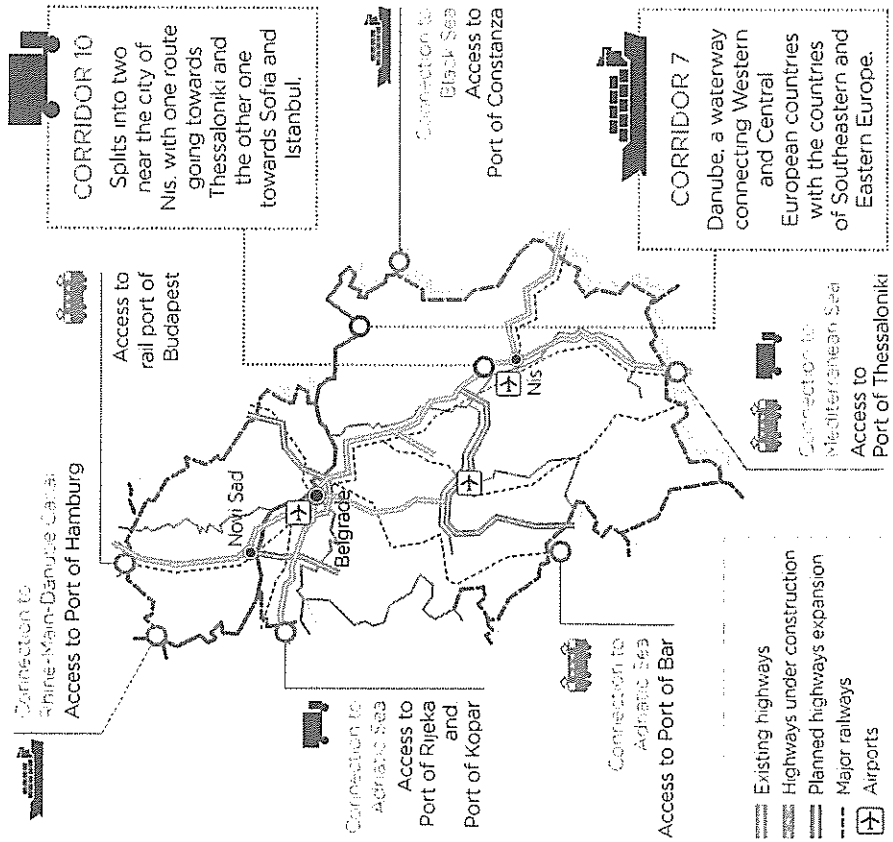 Connection to
Rhine-Main-Danube Canal
Access to Port of Hamburg
Access to
rail port of
Budapest
CORRIDOR 10
Splits into two
near the city of
Nis, with one route
going towards
Thessaloniki and
the other one
towards Sofia and
Istanbul.
Connection to
Adriatic Sea
Access to
Port of Rijeka
and
Port of Kopar
Novi Sad
Belgrade
Nis
Connection to
Black Sea
Access to
Port of Constanza
Connection to
Adriatic Sea
Access to Port of Bar
Connection to
Mediterranean Sea
Access to
Port of Thessaloniki
CORRIDOR 7
Danube, a waterway
connecting Western
and Central
European countries
with the countries
of Southeastern and
Eastern Europe.
Existing highways
Highways under construction
Planned highways expansion
Major railways
Airports